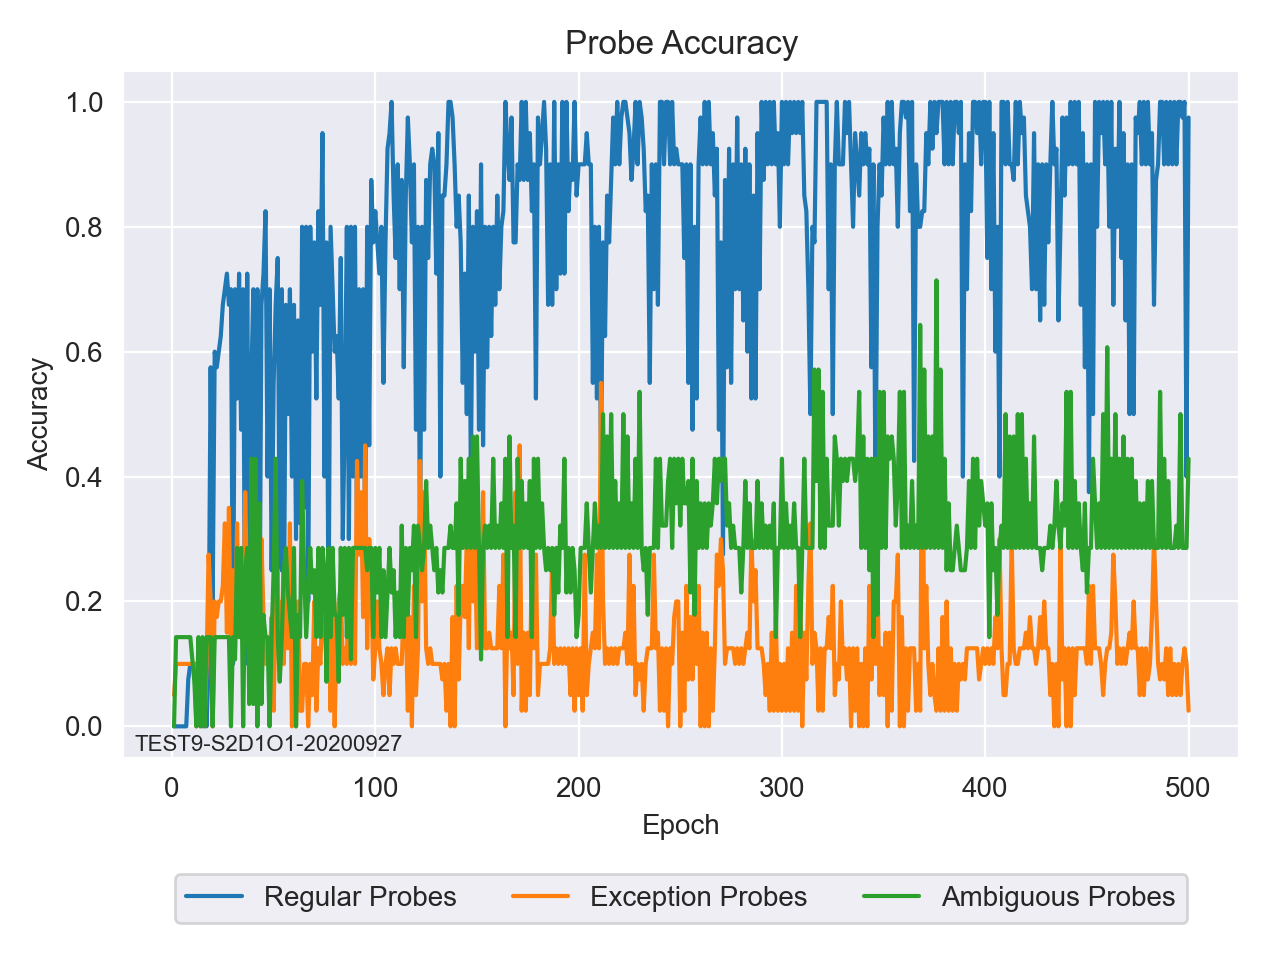 Probe Accuracy
1.0
0.8
0.6
0.4
0.2
0.0
Accuracy
TEST9-S2D1O1-20200927
0 100 200 300 400 500
Epoch
Regular Probes Exception Probes Ambiguous Probes